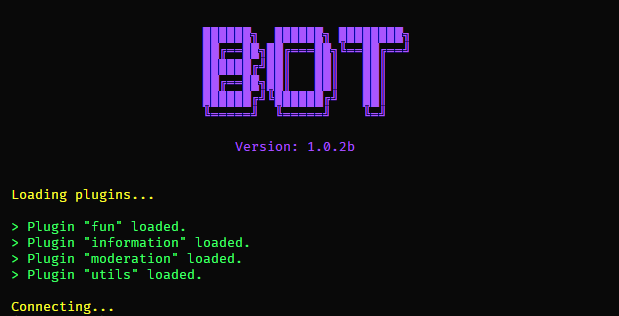 BOT
Version: 1.0.2b
Loading plugins...
> Plugin "fun" loaded.
> Plugin "information" loaded.
> Plugin "moderation" loaded.
> Plugin "utils" loaded.
Connecting...